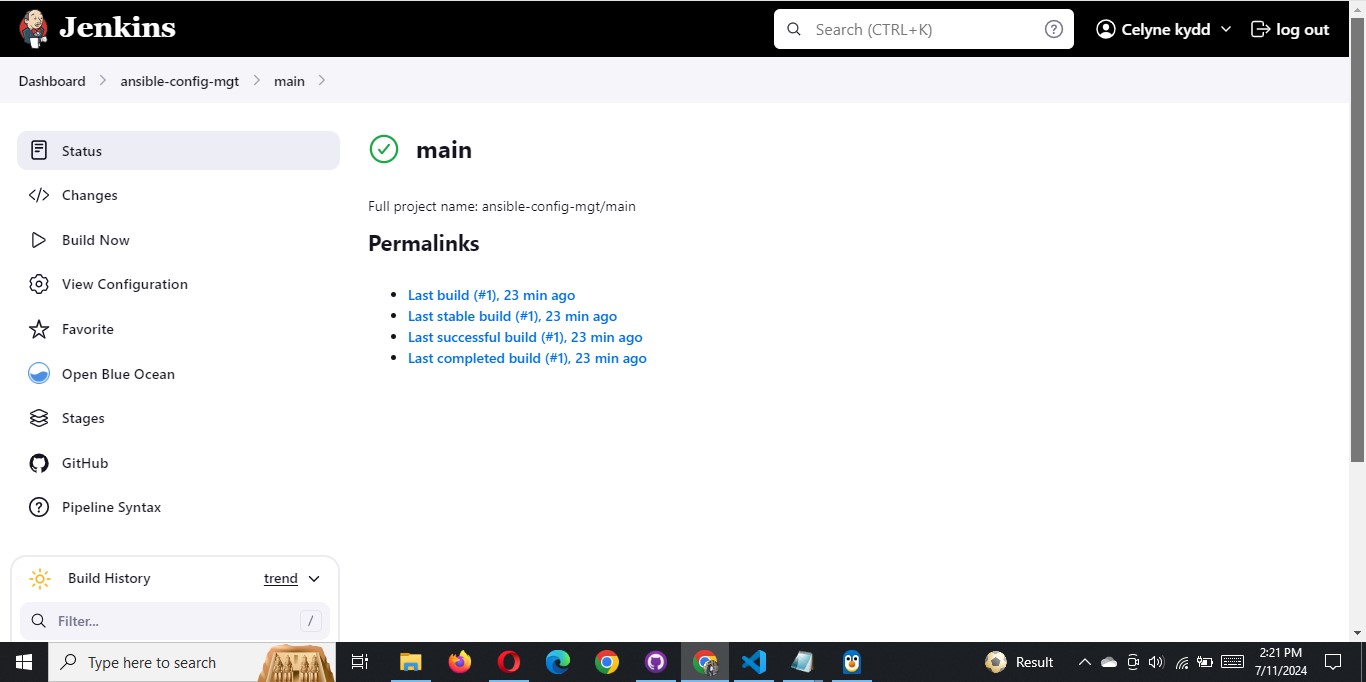 Jenkins
Search (CTRL+K)
?
Celyne kydd
log out
Dashboard
ansible-config-mgt
main
Status
Changes
Build Now
View Configuration
Favorite
Open Blue Ocean
Stages
GitHub
? Pipeline Syntax
Build History
trend
Filter...
/
main
Full project name: ansible-config-mgt/main
Permalinks
Last build (#1), 23 min ago
Last stable build (#1), 23 min ago
Last successful build (#1), 23 min ago
Last completed build (#1), 23 min ago
Type here to search
Result
2:21 PM
7/11/2024